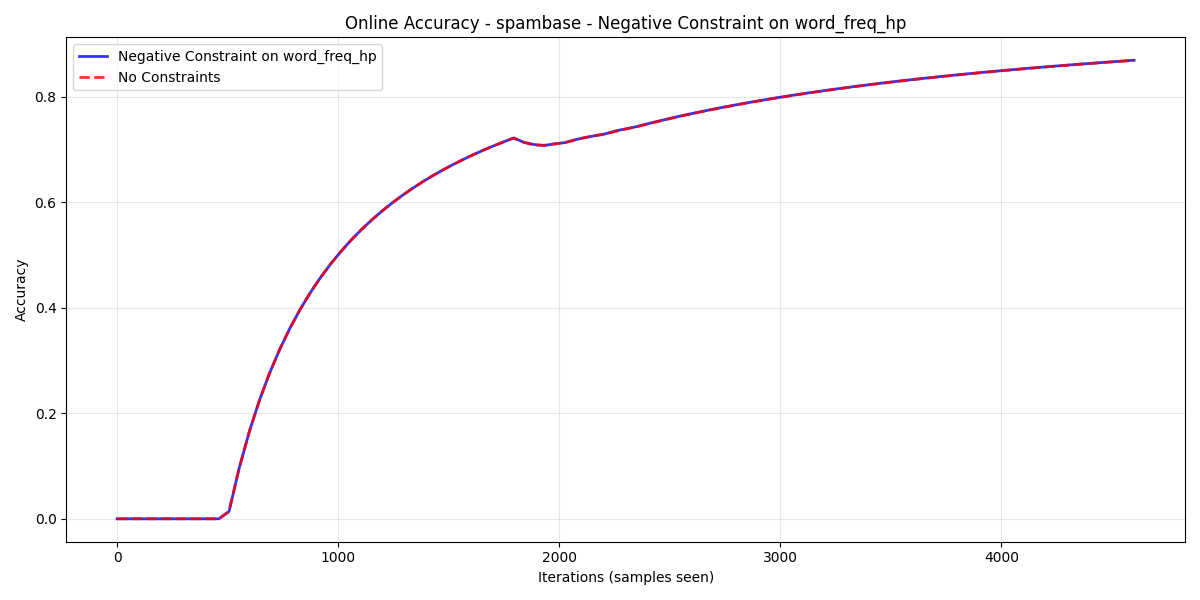 Online Accuracy - spambase - Negative Constraint on word_freq_hp
Negative Constraint on word_freq_hp
No Constraints
Accuracy
0.8
0.6
0.4
0.2
0.0
0
1000
2000
3000
4000
Iterations (samples seen)